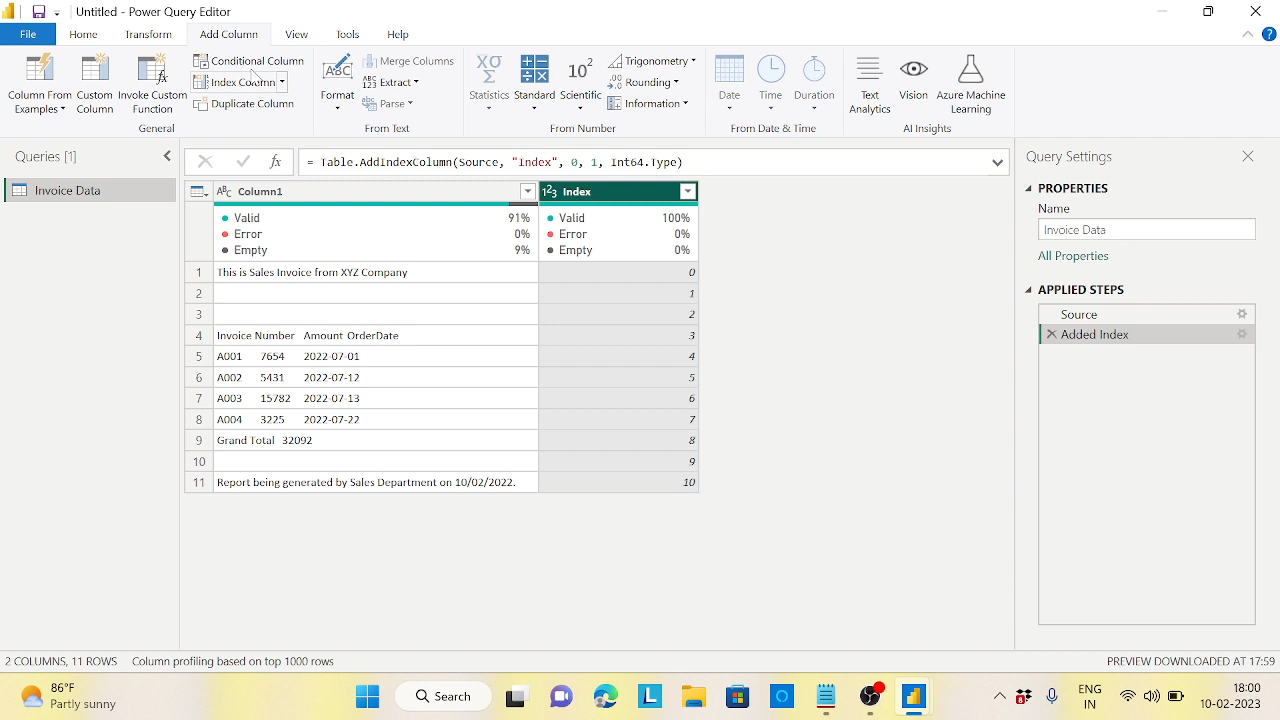 Untitled - Power Query Editor
File Home Transform Add Column View Tools Help
Column From Examples
Custom Column
Invoke Custom Function
Conditional Column
Index Column
Duplicate Column
General
Format
Merge Columns
Extract
Parse
From Text
Statistics
Standard
Scientific
Trigonometry
Rounding
Information
From Number
Date
Time
Duration
From Date & Time
Text Analytics
Vision
Azure Machine Learning
AI Insights
Queries [1]
Invoice Data
= Table.AddIndexColumn(Source, "Index", 0, 1, Int64.Type)
Column1 Index
Valid 91% Valid 100%
Error 0% Error 0%
Empty 9% Empty 0%
1 This is Sales Invoice from XYZ Company 0
2 1
3 2
4 Invoice Number Amount OrderDate 3
5 A001 7654 2022-07-01 4
6 A002 5431 2022-07-12 5
7 A003 15782 2022-07-13 6
8 A004 3225 2022-07-22 7
9 Grand Total 32092 8
10 9
11 Report being generated by Sales Department on 10/02/2022. 10
Query Settings
PROPERTIES
Name
Invoice Data
All Properties
APPLIED STEPS
Source
Added Index
2 COLUMNS, 11 ROWS Column profiling based on top 1000 rows
PREVIEW DOWNLOADED AT 17:59
86°F
Partly sunny
Search
ENG
IN
18:00
10-02-2023